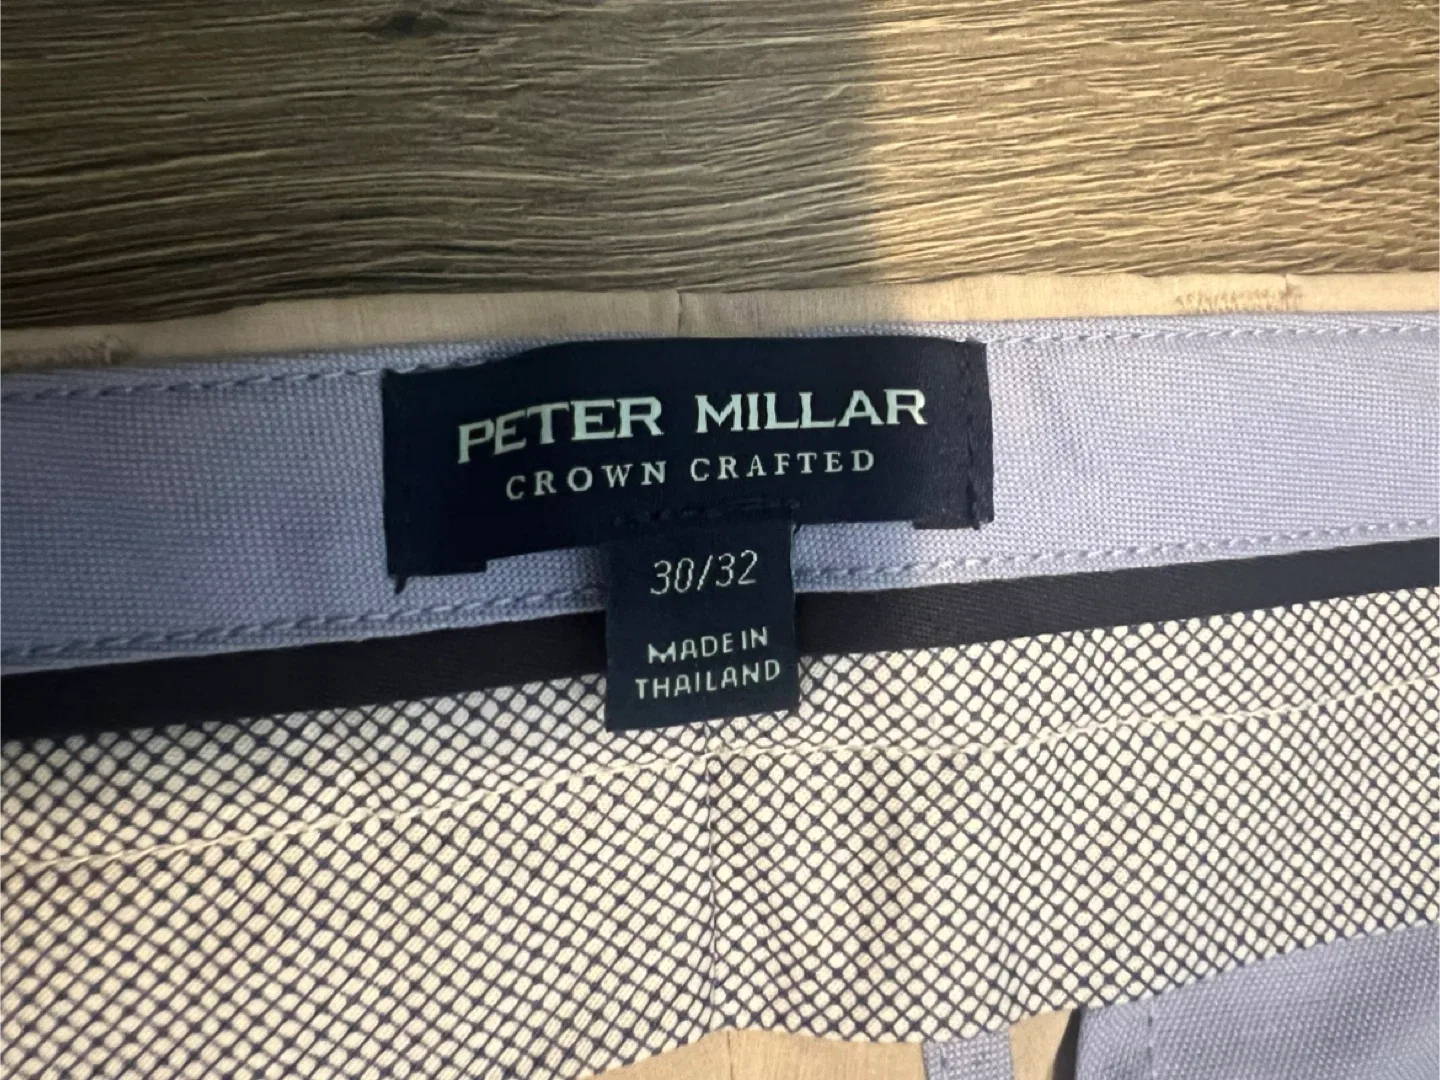 PETER MILLAR
CROWN CRAFTED
30/32
MADE IN
THAILAND